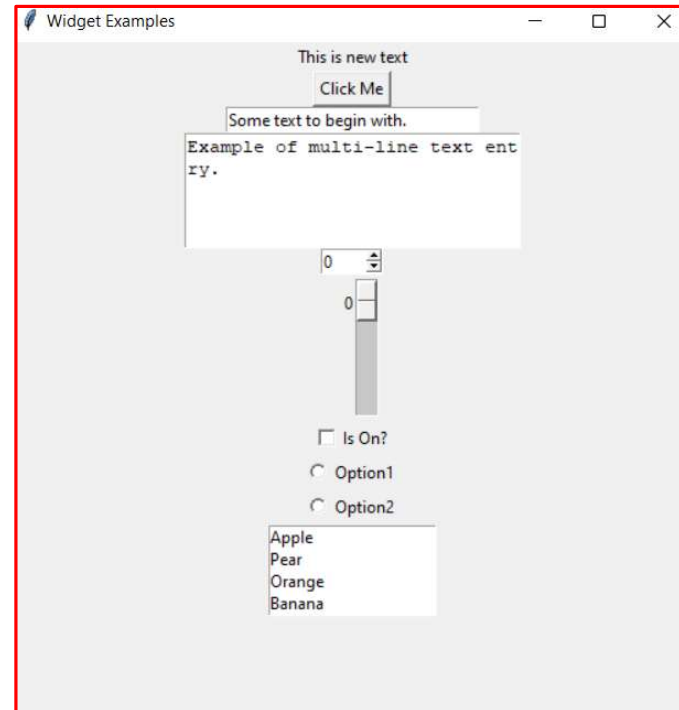 Widget Examples
This is new text
Click Me
Some text to begin with.
Example of multi-line text ent
ry.
0
0
Is On?
Option1
Option2
Apple
Pear
Orange
Banana